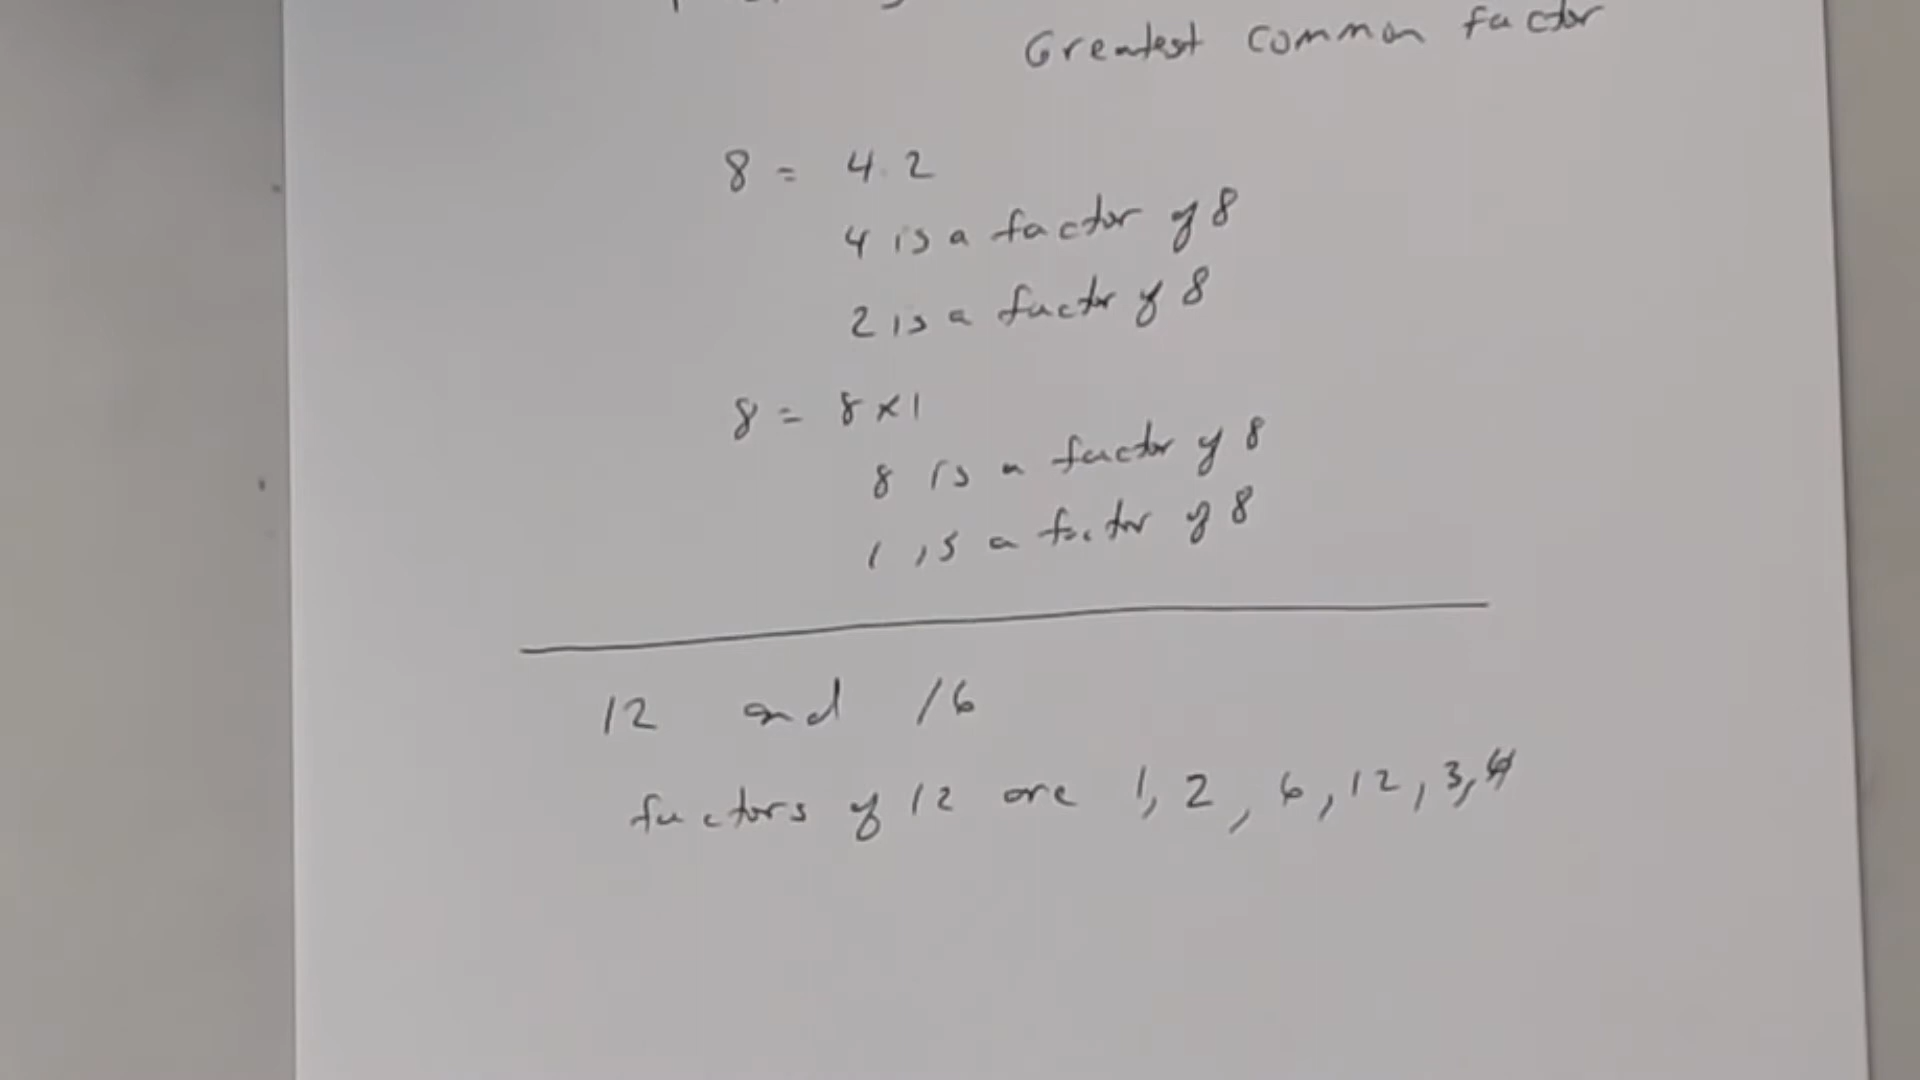 Greatest common factor
8 = 4.2
4 is a factor of 8
2 is a factor of 8
8 = 8×1
8 is a factor of 8
1 is a factor of 8
12 and 16
factors of 12 are 1, 2, 6, 12, 3, 4